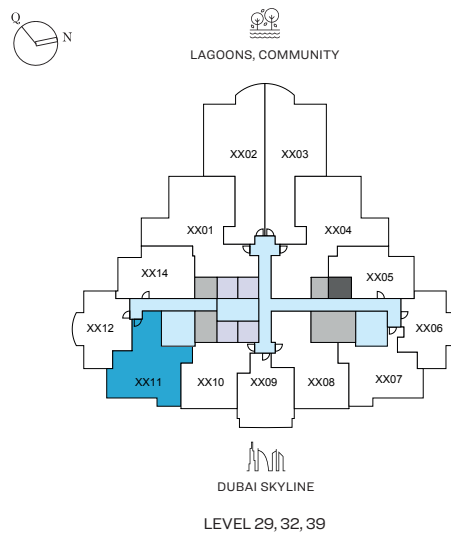 Q
N
LAGOONS, COMMUNITY
XX02
XX03
XX01
XX04
XX14
XX05
XX12
XX06
XX11
XX10
XX09
XX08
XX07
DUBAI SKYLINE
LEVEL 29, 32, 39